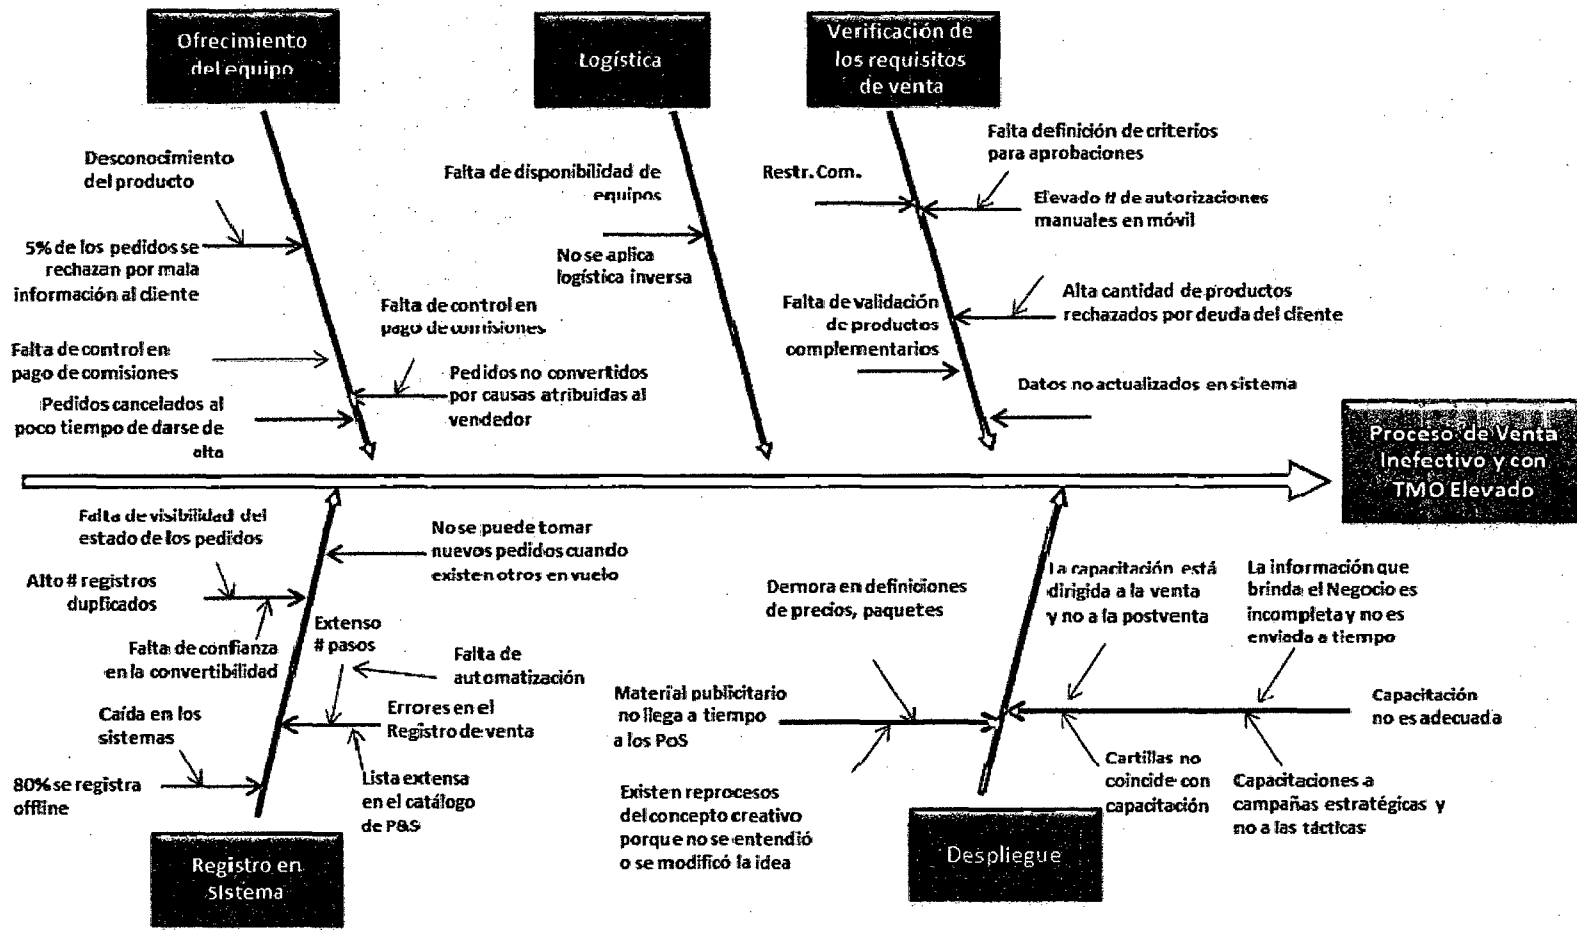 Ofrecimiento
del equipo
Logística
Verificación de
los requisitos
de venta
Desconocimiento
del producto
5% de los pedidos se
rechazan por mala
información al cliente
Falta de control en
pago de comisiones
Pedidos cancelados al
poco tiempo de darse de
alta
Falta de control en
pago de comisiones
Pedidos no convertidos
por causas atribuidas al
vendedor
Falta de disponibilidad de
equipos
No se aplica
logística inversa
Restr. Com.
Falta definición de criterios
para aprobaciones
Elevado # de autorizaciones
manuales en móvil
Falta de validación
de productos
complementarios
Alta cantidad de productos
rechazados por deuda del cliente
Datos no actualizados en sistema
Proceso de Venta
Inefectivo y con
TMO Elevado
Falta de visibilidad del
estado de los pedidos
Alto # registros
duplicados
Falta de confianza
en la convertibilidad
Caída en los
sistemas
80% se registra
offline
No se puede tomar
nuevos pedidos cuando
existen otros en vuelo
Extenso
# pasos
Falta de
automatización
Errores en el
Registro de venta
Lista extensa
en el catálogo
de P&S
Registro en
Sistema
Demora en definiciones
de precios, paquetes
Material publicitario
no llega a tiempo
a los PoS
Existen reprocesos
del concepto creativo
porque no se entendió
o se modificó la idea
La capacitación está
dirigida a la venta
y no a la postventa
La información que
brinda el Negocio es
incompleta y no es
enviada a tiempo
Capacitación
no es adecuada
Cartillas no
coincide con
capacitación
Capacitaciones a
campañas estratégicas y
no a las tácticas
Despliegue